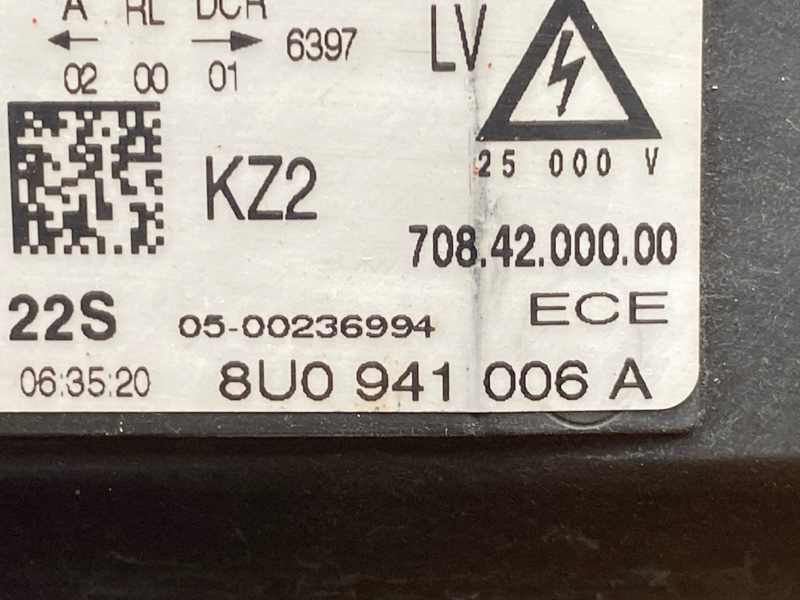 A RL DCR
6397
02 00 01
LV
25 000 V
KZ2
708.42.000.00
22S
05-00236994
ECE
06:35:20
8U0 941 006 A